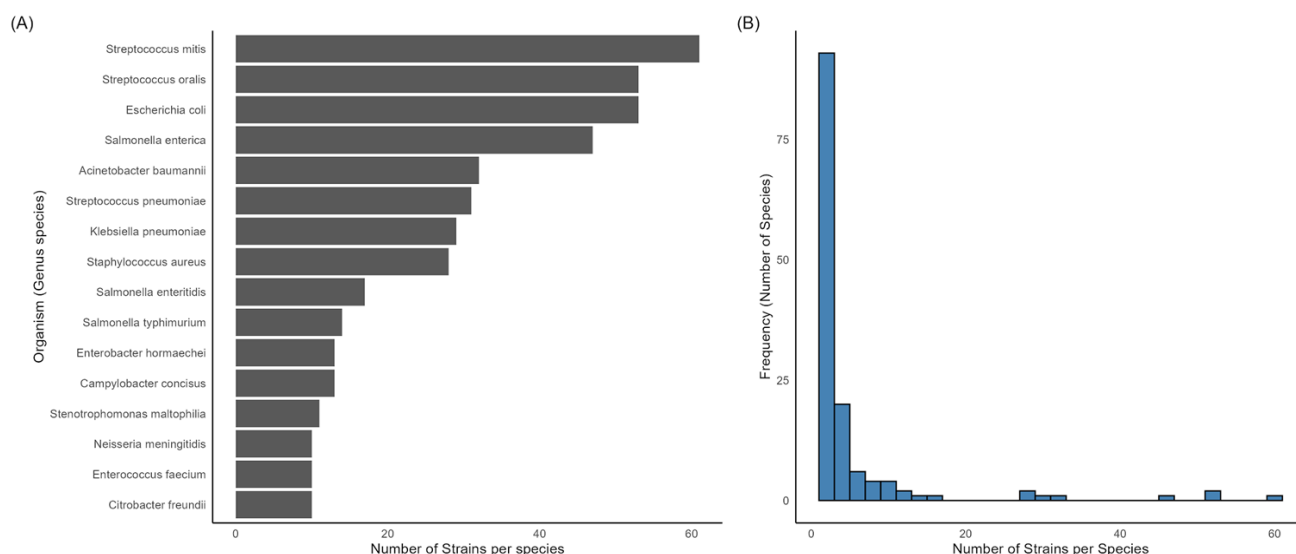 (A)
Organism (Genus species)
Streptococcus mitis
Streptococcus oralis
Escherichia coli
Salmonella enterica
Acinetobacter baumannii
Streptococcus pneumoniae
Klebsiella pneumoniae
Staphylococcus aureus
Salmonella enteritidis
Salmonella typhimurium
Enterobacter hormaechei
Campylobacter concisus
Stenotrophomonas maltophilia
Neisseria meningitidis
Enterococcus faecium
Citrobacter freundii
0 20 40 60
Number of Strains per species
(B)
Frequency (Number of Species)
75
50
25
0
0 20 40 60
Number of Strains per Species